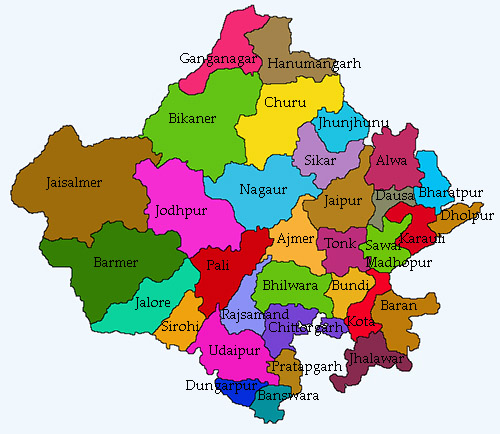 Ganganagar
Hanumangarh
Churu
Bikaner
Jhunjhunu
Sikar
Alwa
Jaisalmer
Nagaur
Bharatpur
Dausa
Jaipur
Jodhpur
Dholpur
Ajmer
Tonk
Sawai
Madhopur
Karauli
Barmer
Pali
Bhilwara
Bundi
Jalore
Baran
Rajsamand
Sirohi
Chittorgarh
Kota
Udaipur
Jhalawar
Pratapgarh
Dungarpur
Banswara